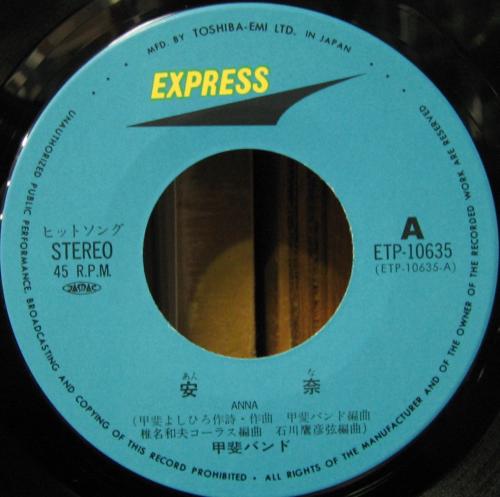 MFD. BY TOSHIBA-EMI LTD. IN JAPAN
UNAUTHORIZED PUBLIC PERFORMANCE, BROADCASTING AND COPYING OF THIS RECORD PROHIBITED • ALL RIGHTS OF THE MANUFACTURER AND OF THE OWNER OF THE RECORDED WORK ARE RESERVED
EXPRESS
ヒットソング
STEREO
45 R.P.M.
JASRAC
A
ETP-10635
(ETP-10635-A)
あん な
安 奈
ANNA
(甲斐よしひろ作詩・作曲 甲斐バンド編曲
椎名和夫コーラス編曲 石川鷹彦弦編曲)
甲斐バンド